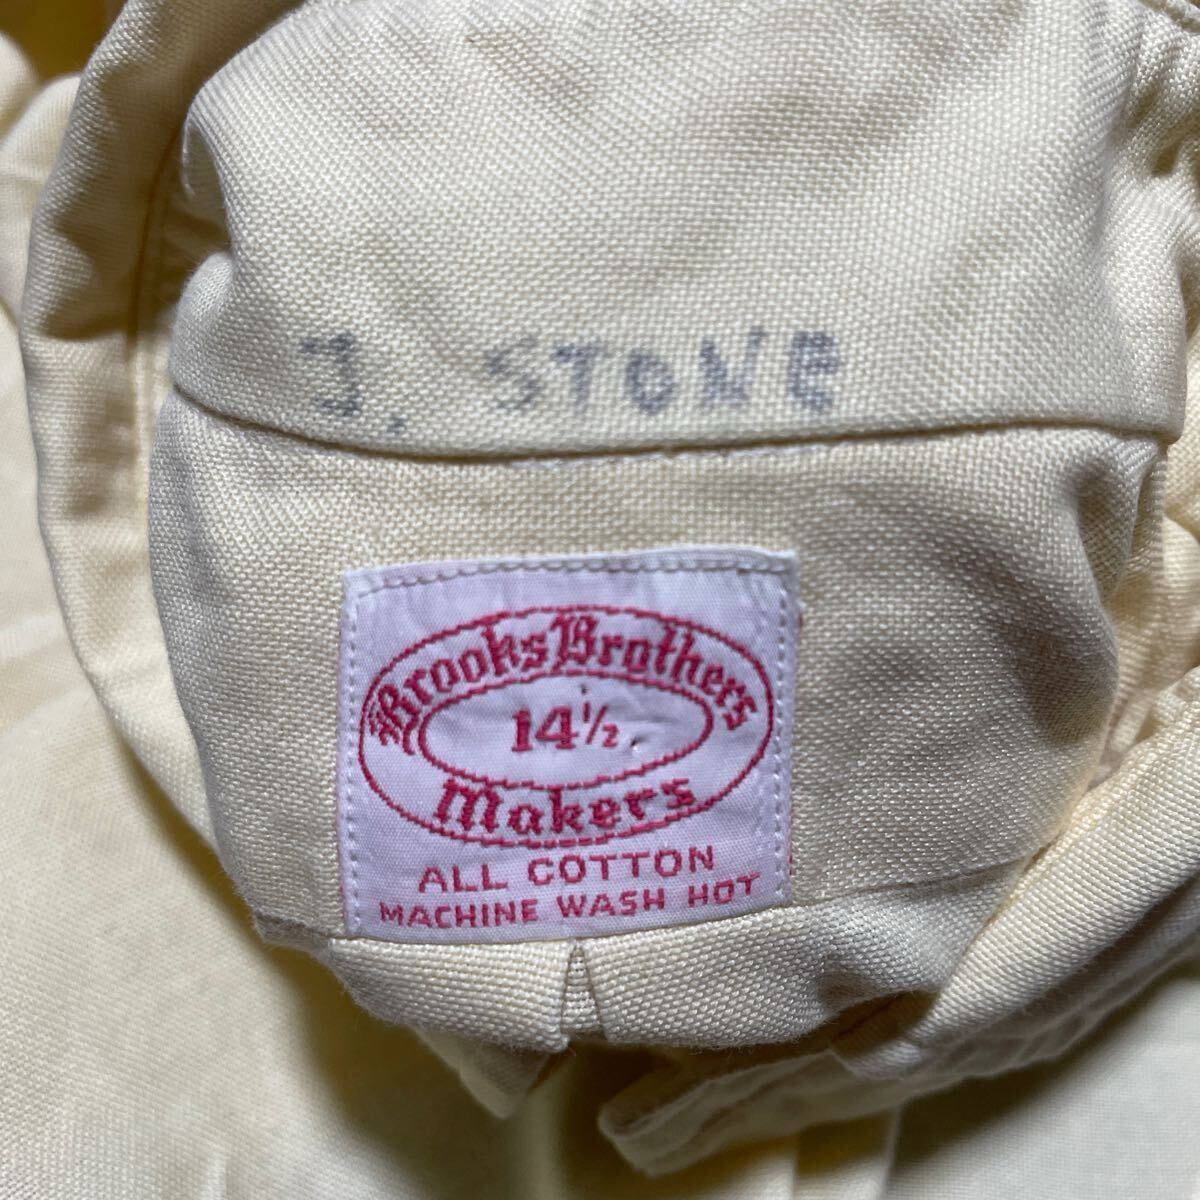 J. STONE
Brooks Brothers
14½
Makers
ALL COTTON
MACHINE WASH HOT